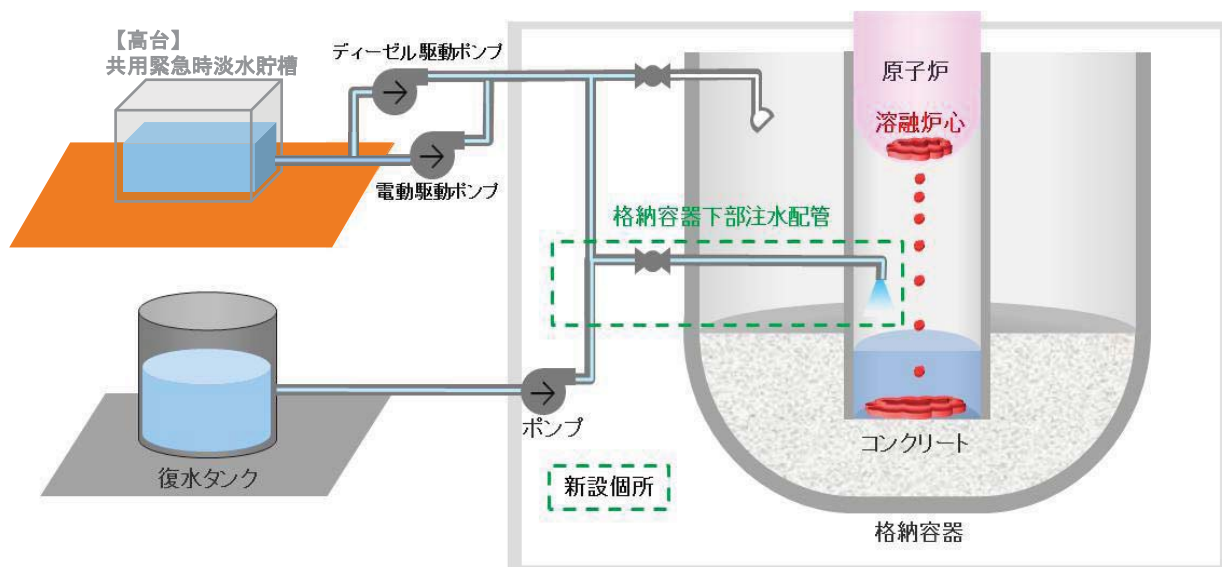 【高台】
共用緊急時淡水貯槽
ディーゼル駆動ポンプ
電動駆動ポンプ
原子炉
溶融炉心
格納容器下部注水配管
復水タンク
ポンプ
新設個所
コンクリート
格納容器